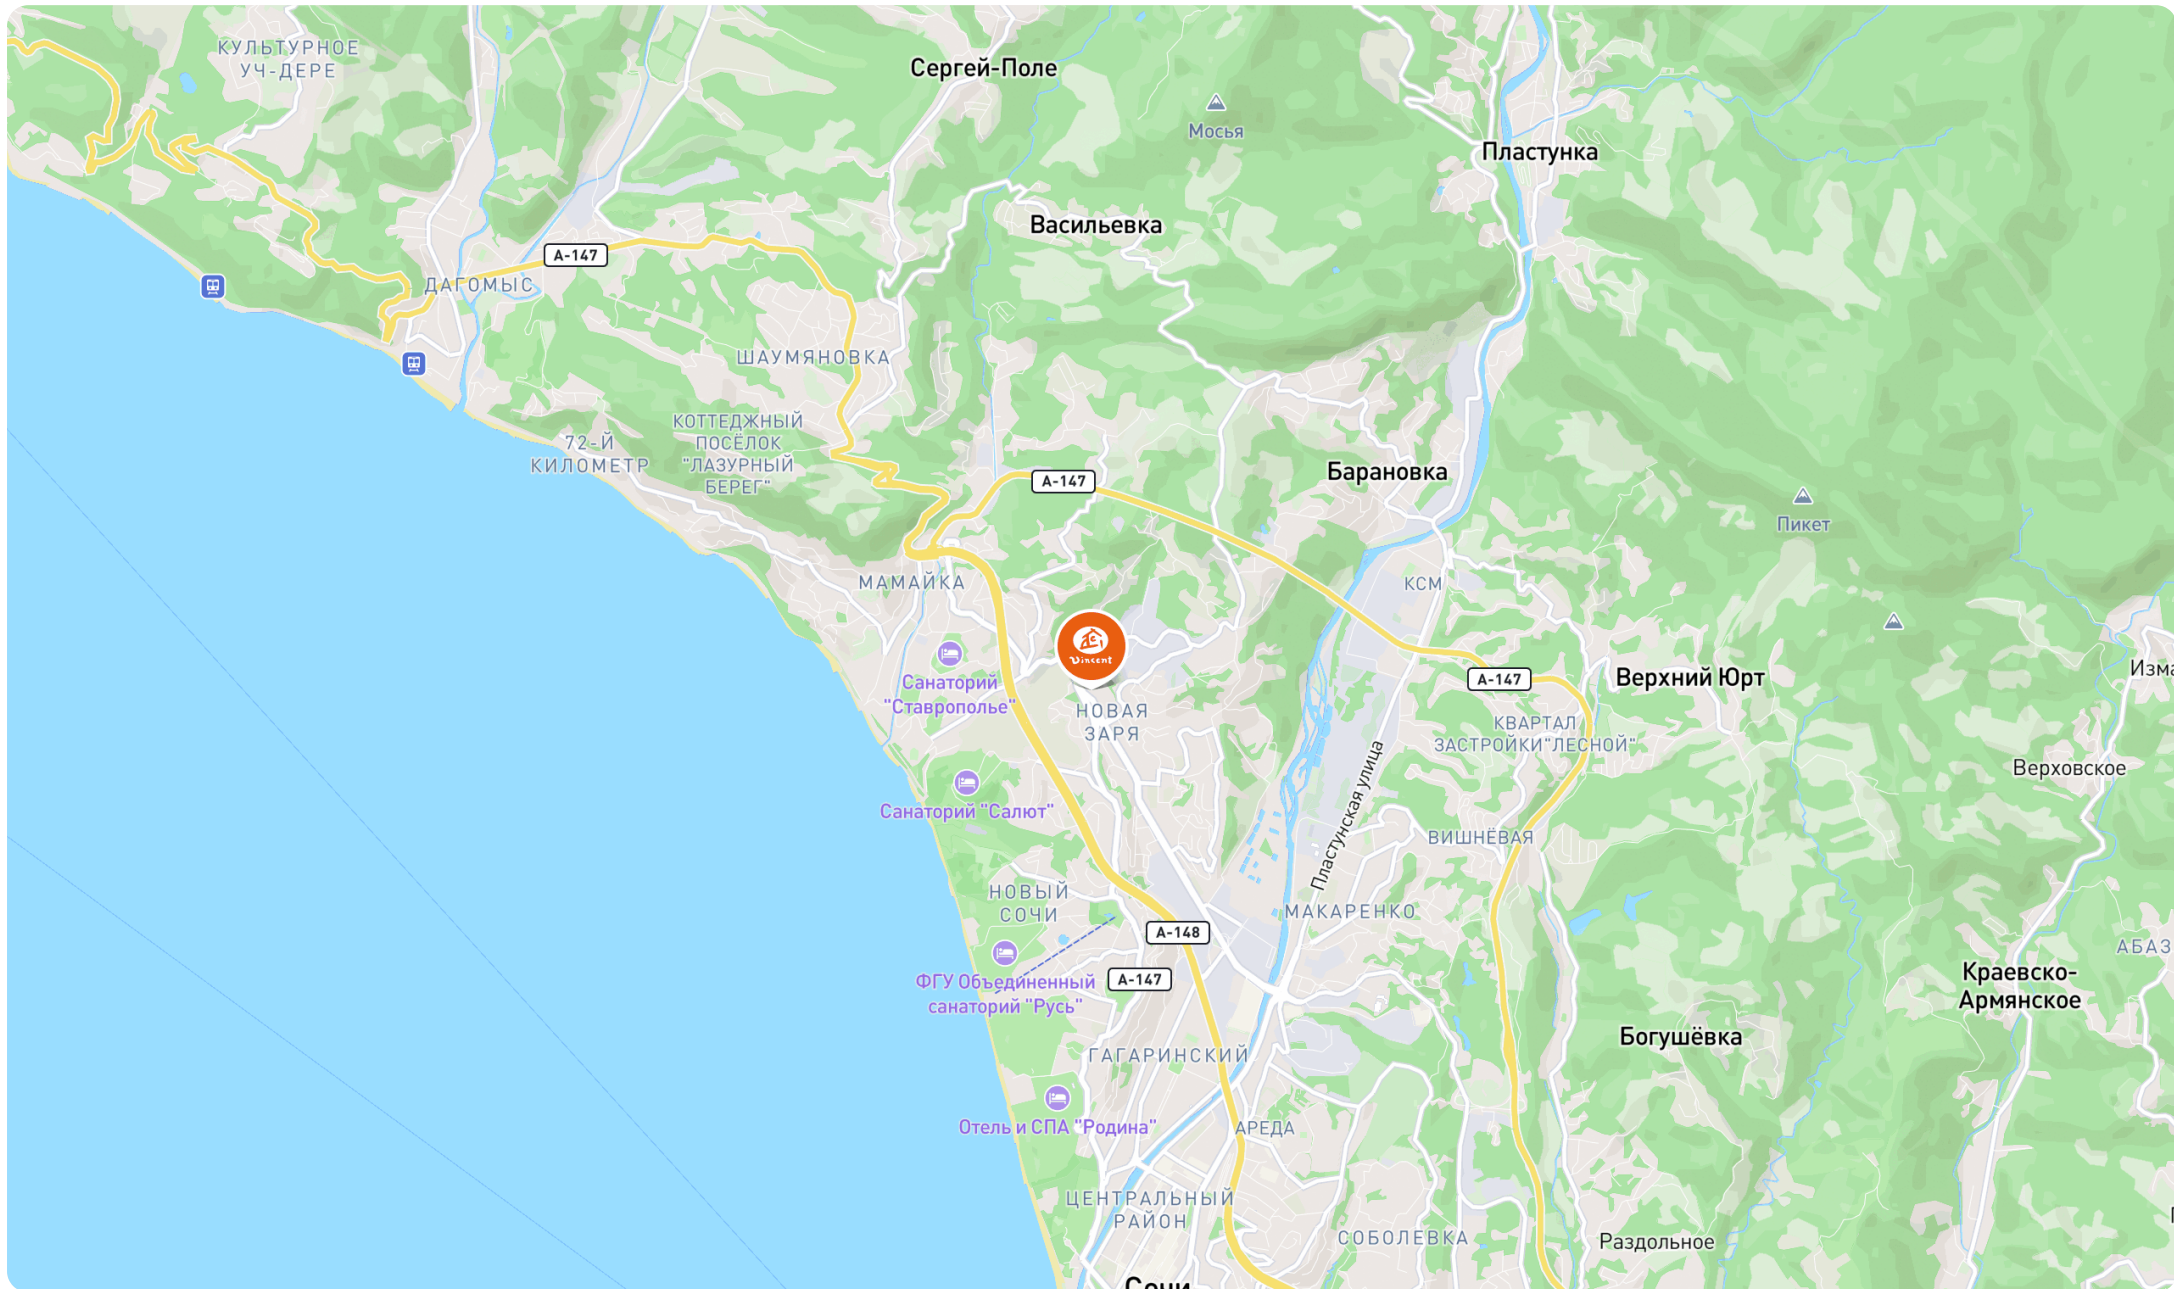 КУЛЬТУРНОЕ
УЧ-ДЕРЕ
Сергей-Поле
Мосья
Пластунка
Васильевка
А-147
ДАГОМЫС
ШАУМЯНОВКА
КОТТЕДЖНЫЙ
ПОСЁЛОК
"ЛАЗУРНЫЙ
БЕРЕГ"
72-Й
КИЛОМЕТР
А-147
Барановка
Пикет
МАМАЙКА
КСМ
Vincent
Санаторий
"Ставрополье"
А-147
Верхний Юрт
Изма
НОВАЯ
ЗАРЯ
КВАРТАЛ
ЗАСТРОЙКИ"ЛЕСНОЙ"
Верховское
Санаторий "Салют"
Пластунская улица
ВИШНЁВАЯ
НОВЫЙ
СОЧИ
МАКАРЕНКО
А-148
АБАЗ
А-147
ФГУ Объединенный
санаторий "Русь"
Краевско-
Армянское
Богушёвка
ГАГАРИНСКИЙ
Отель и СПА "Родина"
АРЕДА
ЦЕНТРАЛЬНЫЙ
РАЙОН
СОБОЛЕВКА
Раздольное
Сочи